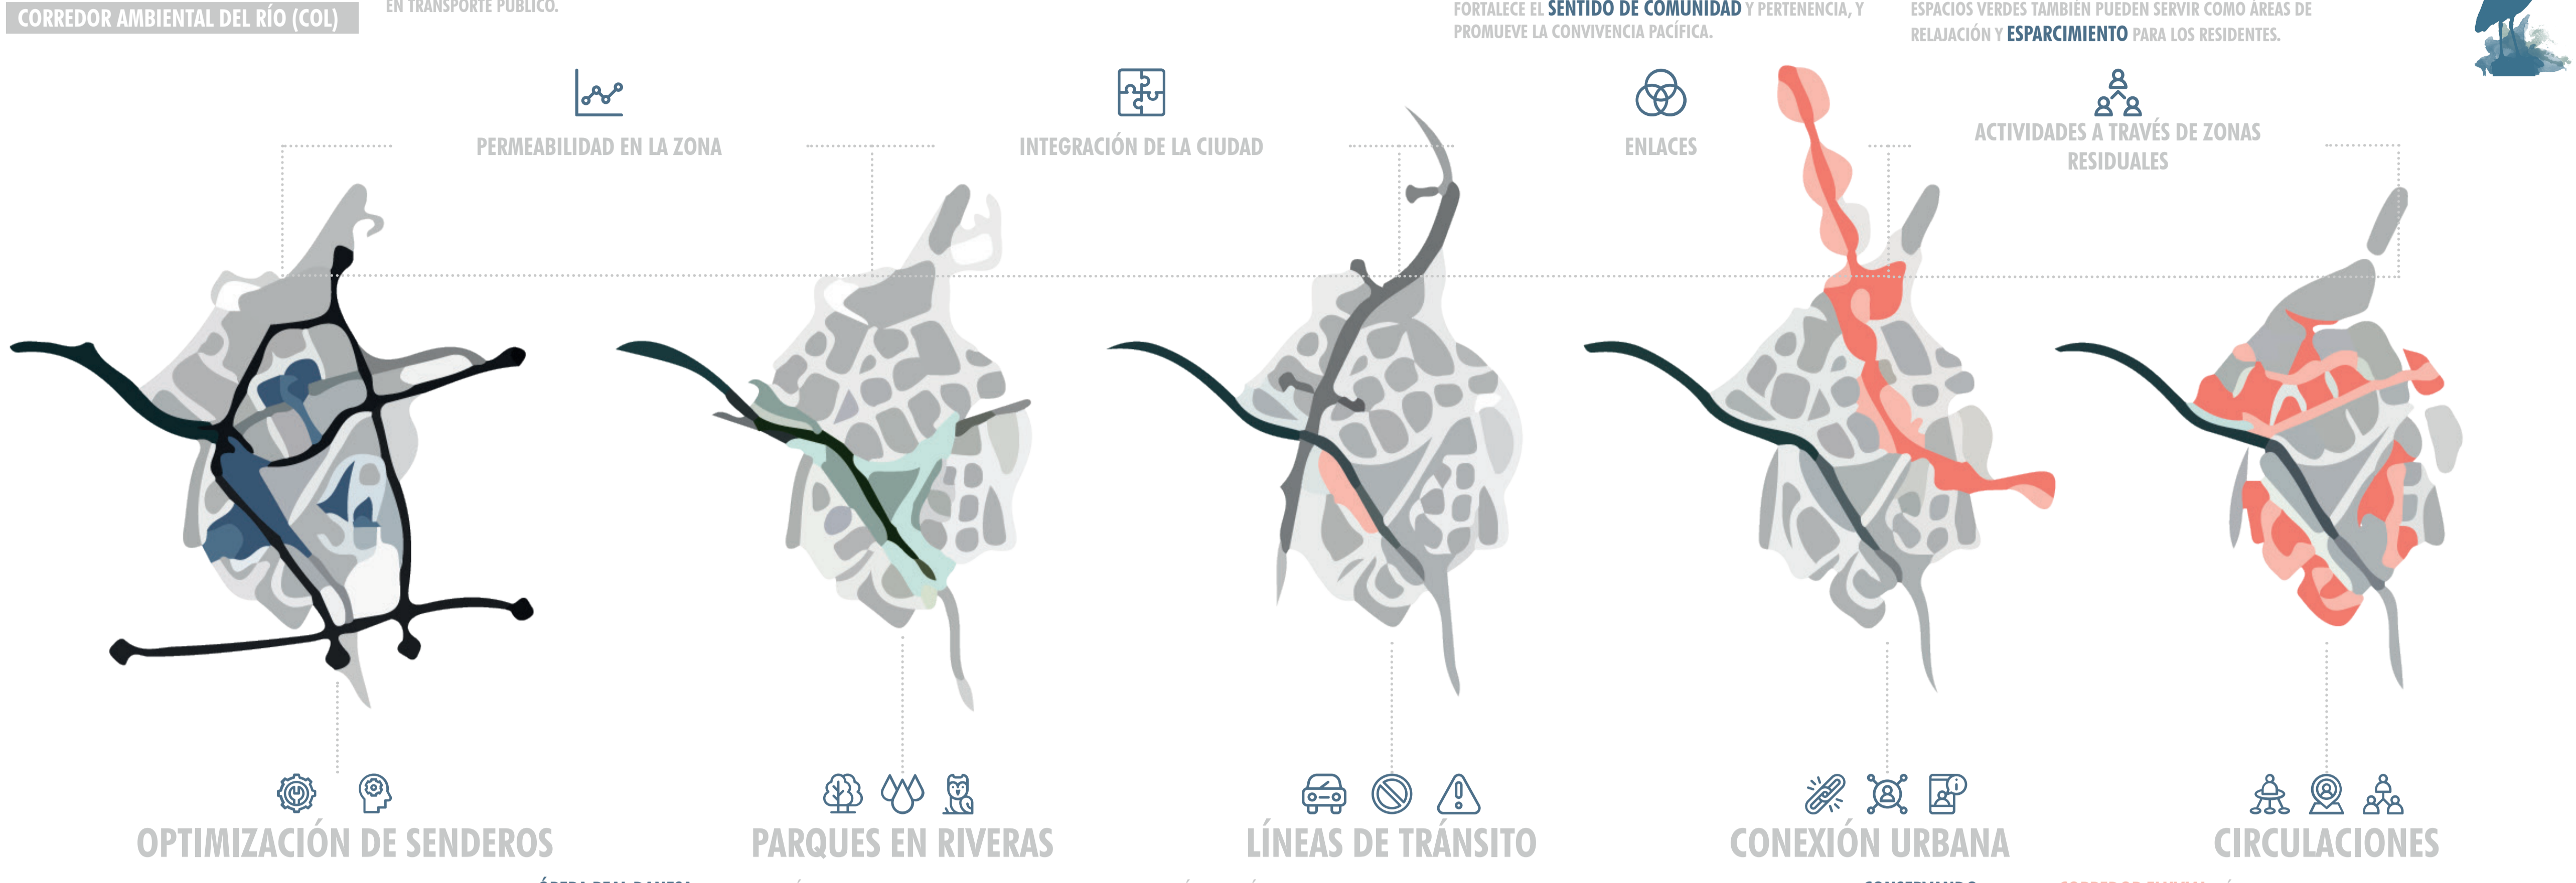 CORREDOR AMBIENTAL DEL RÍO (COL)
EN TRANSPORTE PÚBLICO.
FORTALECE EL SENTIDO DE COMUNIDAD Y PERTENENCIA, Y
PROMUEVE LA CONVIVENCIA PACÍFICA.
ESPACIOS VERDES TAMBIÉN PUEDEN SERVIR COMO ÁREAS DE
RELAJACIÓN Y ESPARCIMIENTO PARA LOS RESIDENTES.
PERMEABILIDAD EN LA ZONA
INTEGRACIÓN DE LA CIUDAD
ENLACES
ACTIVIDADES A TRAVÉS DE ZONAS
RESIDUALES
OPTIMIZACIÓN DE SENDEROS
PARQUES EN RIVERAS
LÍNEAS DE TRÁNSITO
CONEXIÓN URBANA
CIRCULACIONES